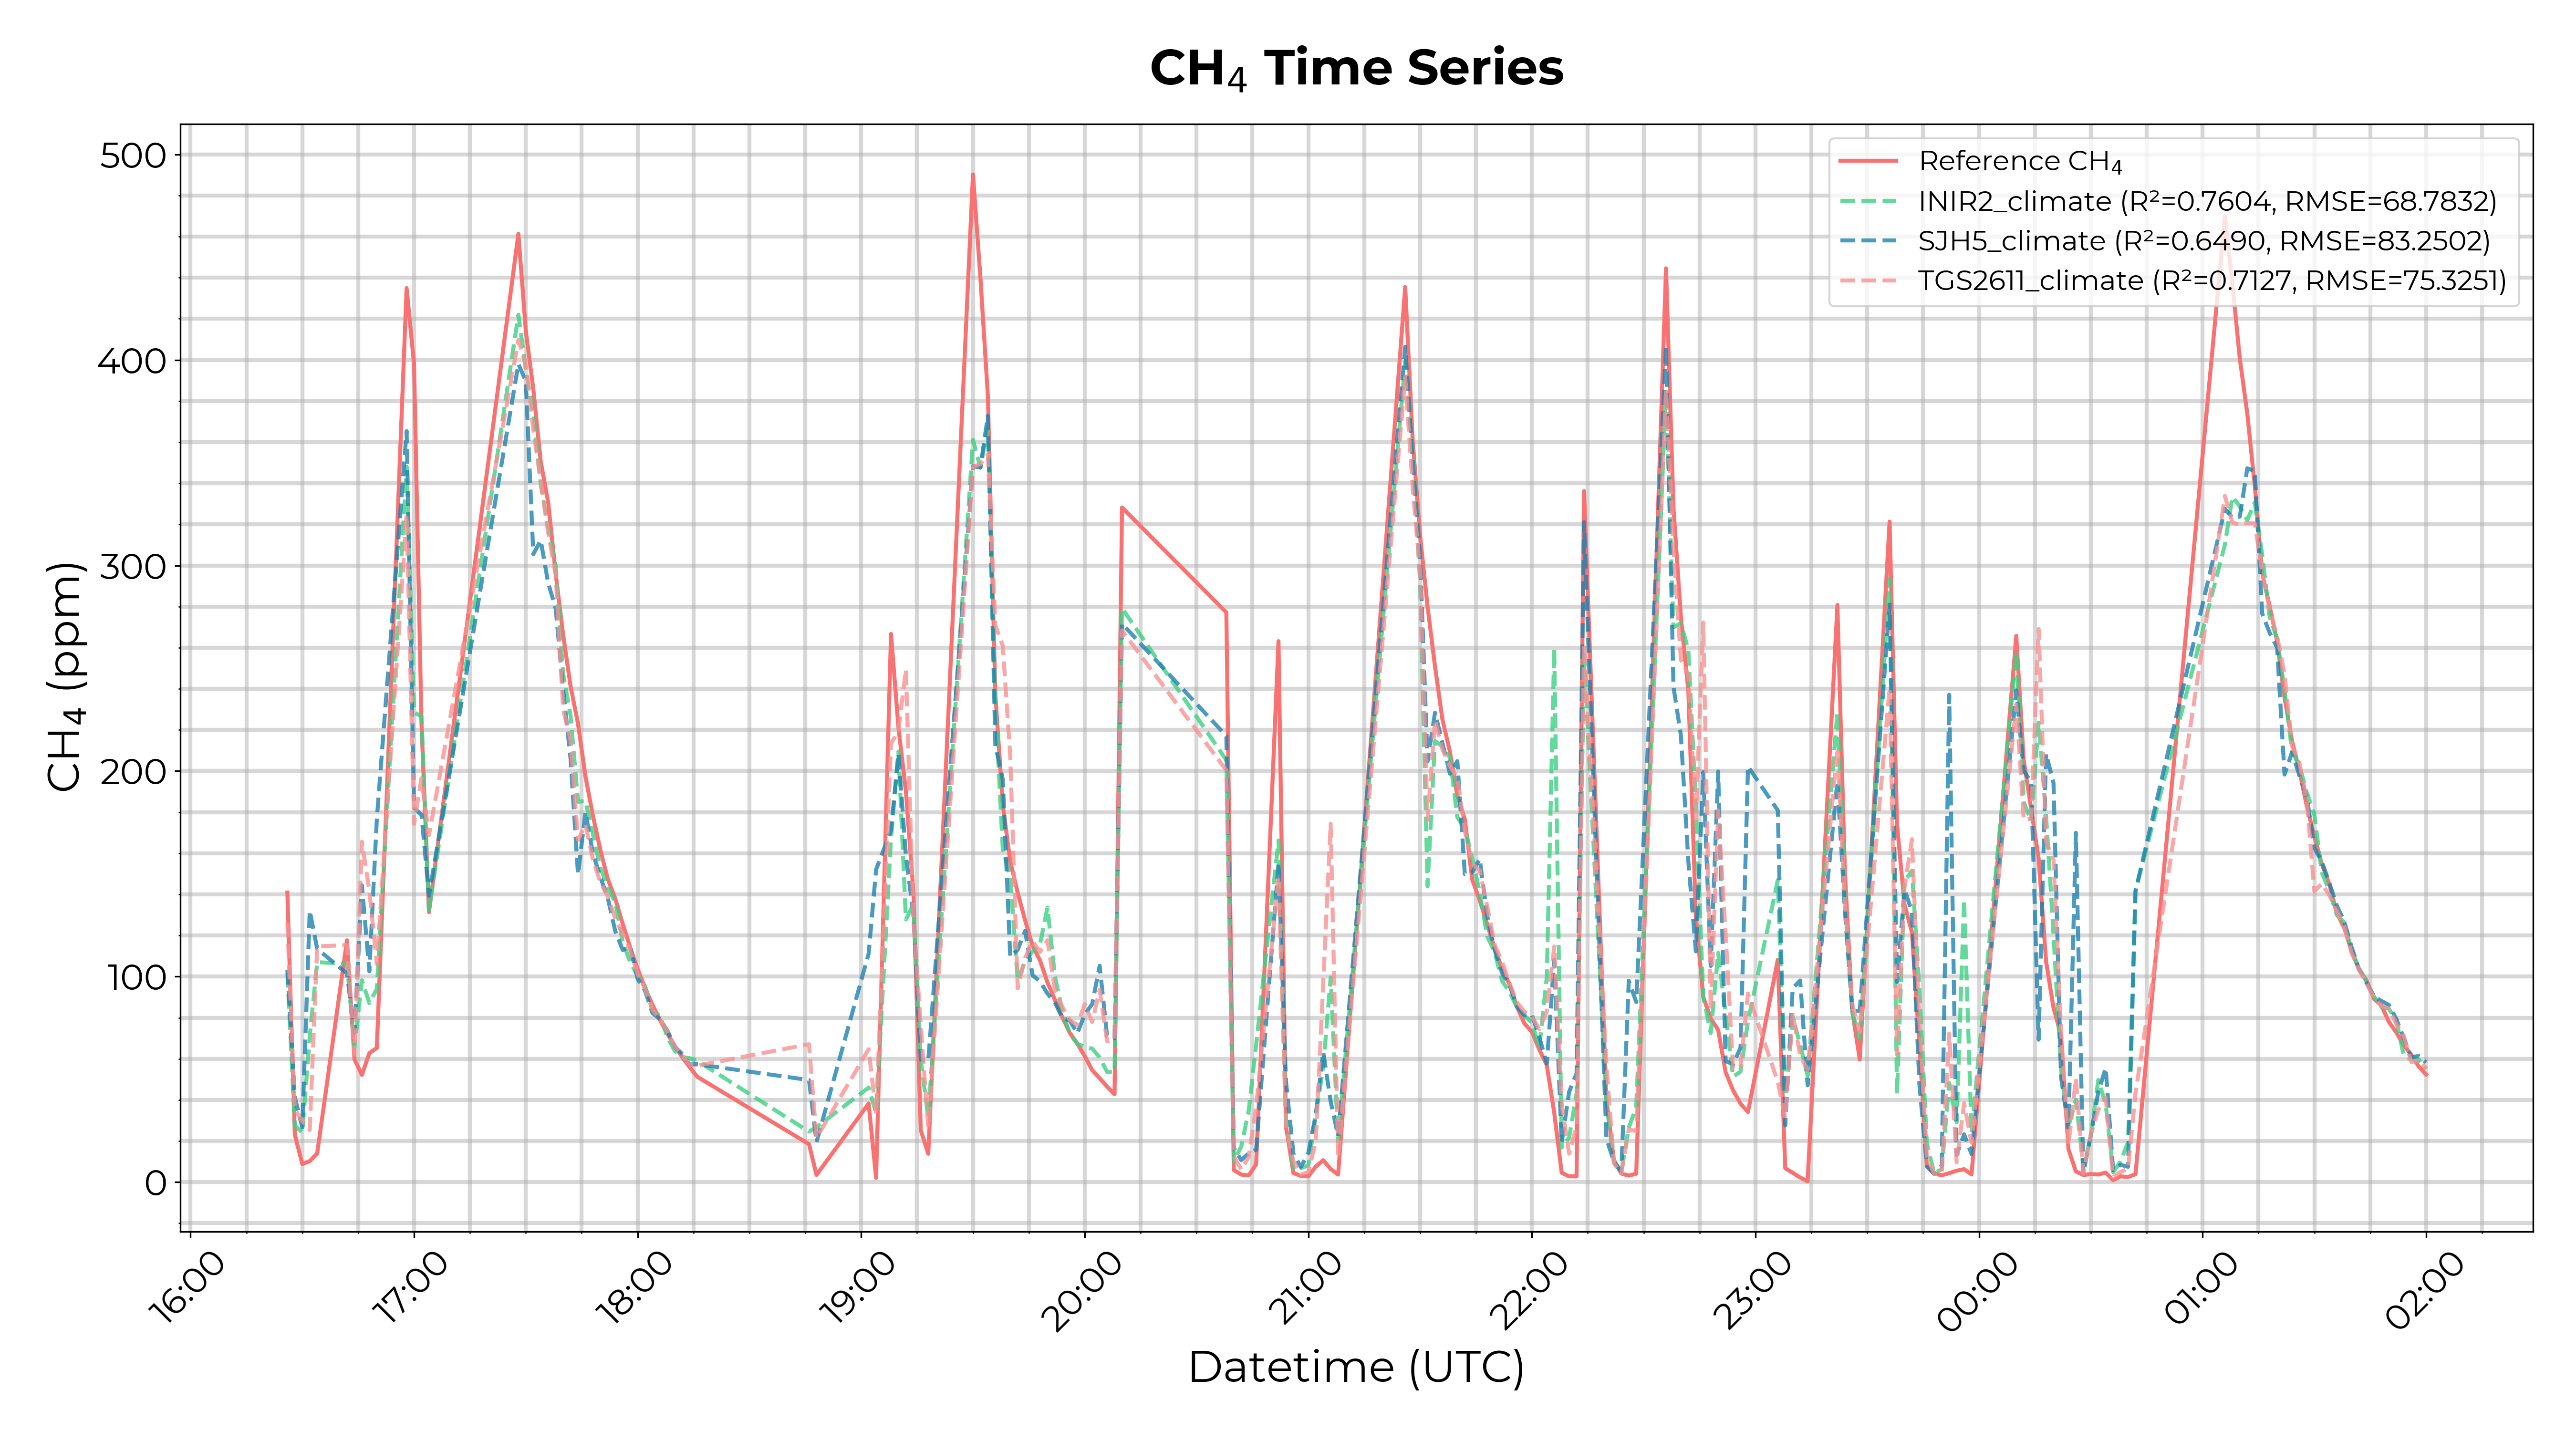 CH₄ Time Series
500
400
300
200
100
0
CH₄ (ppm)
Reference CH₄
INIR2_climate (R²=0.7604, RMSE=68.7832)
SJH5_climate (R²=0.6490, RMSE=83.2502)
TGS2611_climate (R²=0.7127, RMSE=75.3251)
16:00 17:00 18:00 19:00 20:00 21:00 22:00 23:00 00:00 01:00 02:00
Datetime (UTC)